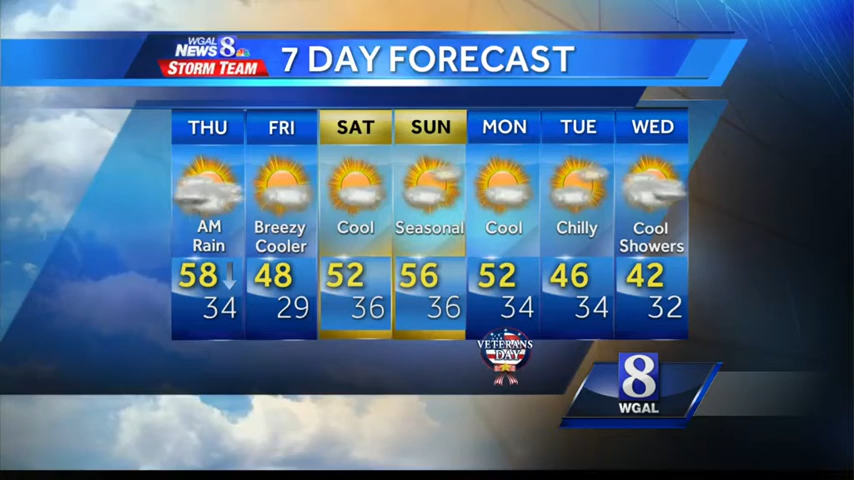 WGAL
NEWS 8
STORM TEAM
7 DAY FORECAST
THU FRI SAT SUN MON TUE WED
AM Rain Breezy Cooler Cool Seasonal Cool Chilly Cool Showers
58 48 52 56 52 46 42
34 29 36 36 34 34 32
VETERANS
DAY
8
WGAL